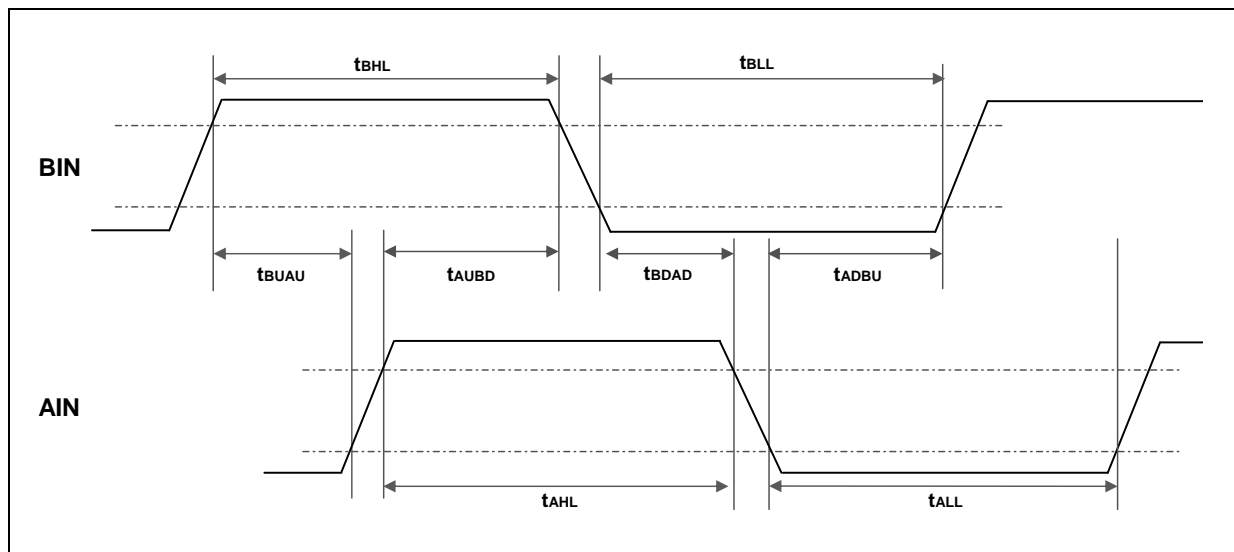 tBHL
tBLL
BIN
tBUAU
tAUBD
tBDAD
tADBU
AIN
tAHL
tALL